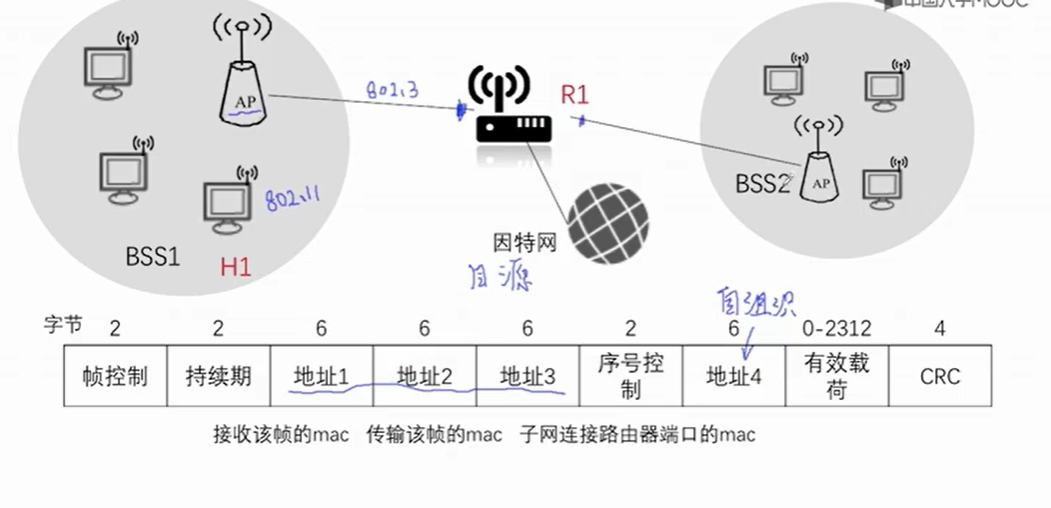 中国大学MOOC
AP
802.3
R1
802.11
BSS2
AP
BSS1
H1
因特网
目源
自组织
字节 2 2 6 6 6 2 6 0-2312 4
帧控制 持续期 地址1 地址2 地址3 序号控制 地址4 有效载荷 CRC
接收该帧的mac 传输该帧的mac 子网连接路由器端口的mac